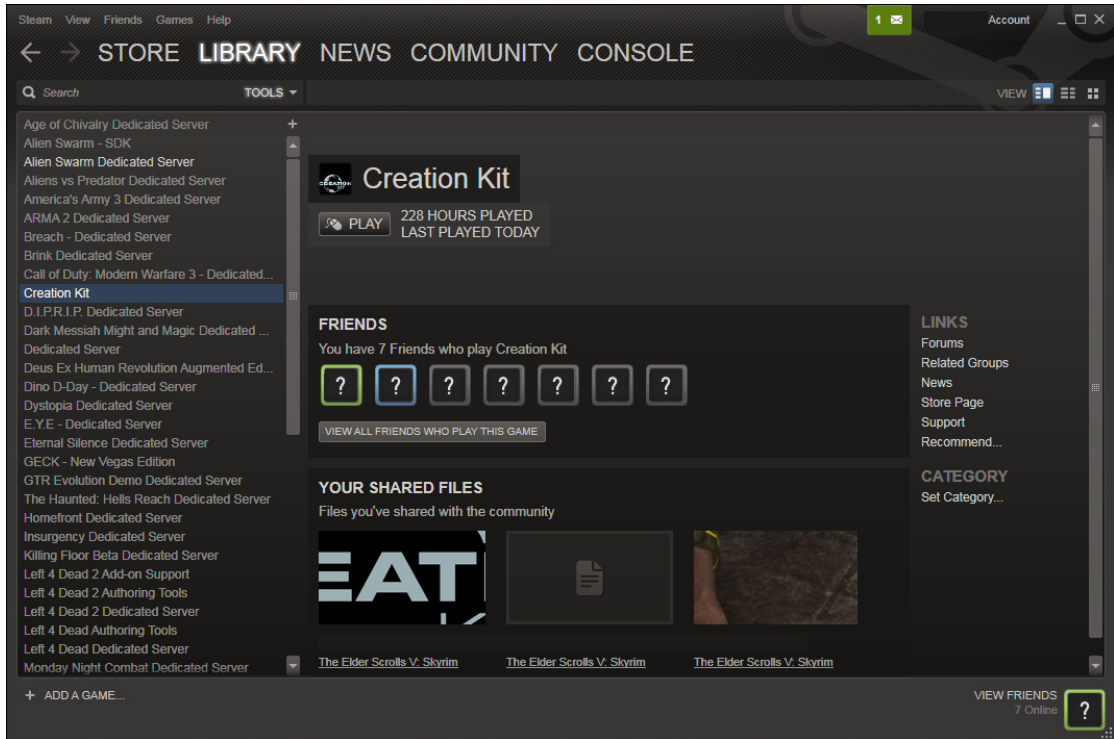 Steam View Friends Games Help
1
Account
STORE LIBRARY NEWS COMMUNITY CONSOLE
Search
TOOLS
VIEW
Age of Chivalry Dedicated Server
Alien Swarm - SDK
Alien Swarm Dedicated Server
Aliens vs Predator Dedicated Server
America's Army 3 Dedicated Server
ARMA 2 Dedicated Server
Breach - Dedicated Server
Brink Dedicated Server
Call of Duty: Modern Warfare 3 - Dedicated...
Creation Kit
D.I.P.R.I.P. Dedicated Server
Dark Messiah Might and Magic Dedicated ...
Dedicated Server
Deus Ex Human Revolution Augmented Ed...
Dino D-Day - Dedicated Server
Dystopia Dedicated Server
E.Y.E - Dedicated Server
Eternal Silence Dedicated Server
GECK - New Vegas Edition
GTR Evolution Demo Dedicated Server
The Haunted: Hells Reach Dedicated Server
Homefront Dedicated Server
Insurgency Dedicated Server
Killing Floor Beta Dedicated Server
Left 4 Dead 2 Add-on Support
Left 4 Dead 2 Authoring Tools
Left 4 Dead 2 Dedicated Server
Left 4 Dead Authoring Tools
Left 4 Dead Dedicated Server
Monday Night Combat Dedicated Server
+ ADD A GAME...
CREATION
Creation Kit
PLAY
228 HOURS PLAYED
LAST PLAYED TODAY
FRIENDS
You have 7 Friends who play Creation Kit
? ? ? ? ? ? ?
VIEW ALL FRIENDS WHO PLAY THIS GAME
YOUR SHARED FILES
Files you've shared with the community
EAT
The Elder Scrolls V: Skyrim
The Elder Scrolls V: Skyrim
The Elder Scrolls V: Skyrim
LINKS
Forums
Related Groups
News
Store Page
Support
Recommend...
CATEGORY
Set Category...
VIEW FRIENDS
7 Online
?